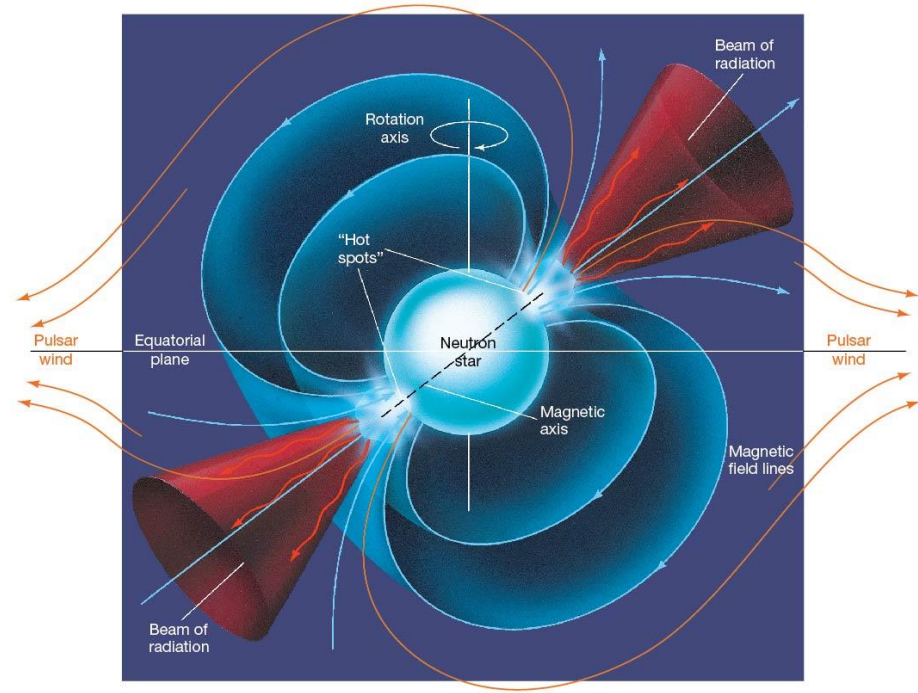 Beam of
radiation
Rotation
axis
“Hot
spots”
Pulsar
wind
Equatorial
plane
Neutron
star
Pulsar
wind
Magnetic
axis
Magnetic
field lines
Beam of
radiation